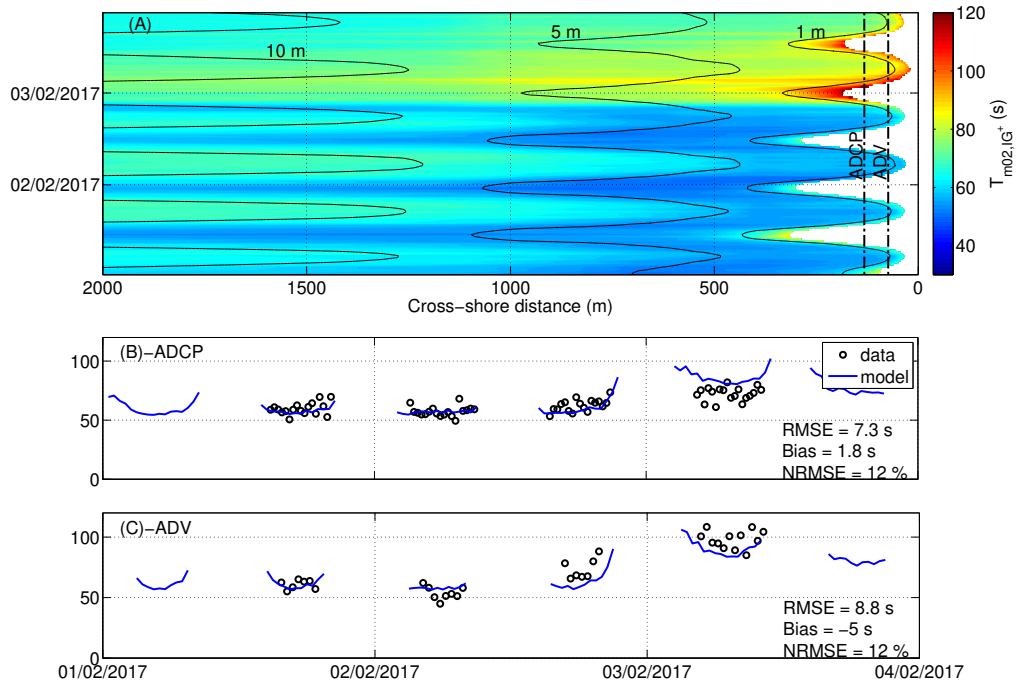 (A)
10 m
5 m
1 m
ADCP
ADV
03/02/2017
02/02/2017
2000
1500
1000
500
0
Cross−shore distance (m)
120
100
80
60
40
T_{m02,IG^+} (s)
(B)−ADCP
data
model
100
50
0
RMSE = 7.3 s
Bias = 1.8 s
NRMSE = 12 %
(C)−ADV
100
50
0
RMSE = 8.8 s
Bias = −5 s
NRMSE = 12 %
01/02/2017
02/02/2017
03/02/2017
04/02/2017